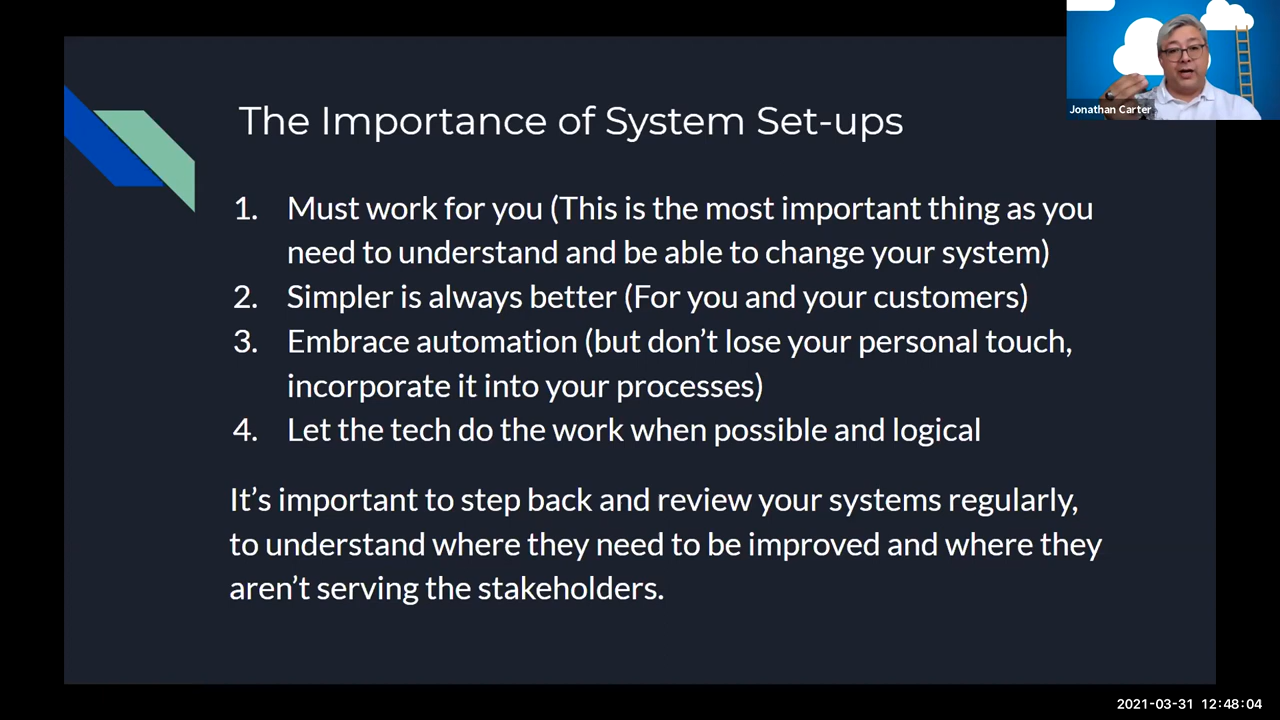 Jonathan Carter
The Importance of System Set-ups
1. Must work for you (This is the most important thing as you
need to understand and be able to change your system)
2. Simpler is always better (For you and your customers)
3. Embrace automation (but don’t lose your personal touch,
incorporate it into your processes)
4. Let the tech do the work when possible and logical
It’s important to step back and review your systems regularly,
to understand where they need to be improved and where they
aren’t serving the stakeholders.
2021-03-31 12:48:04